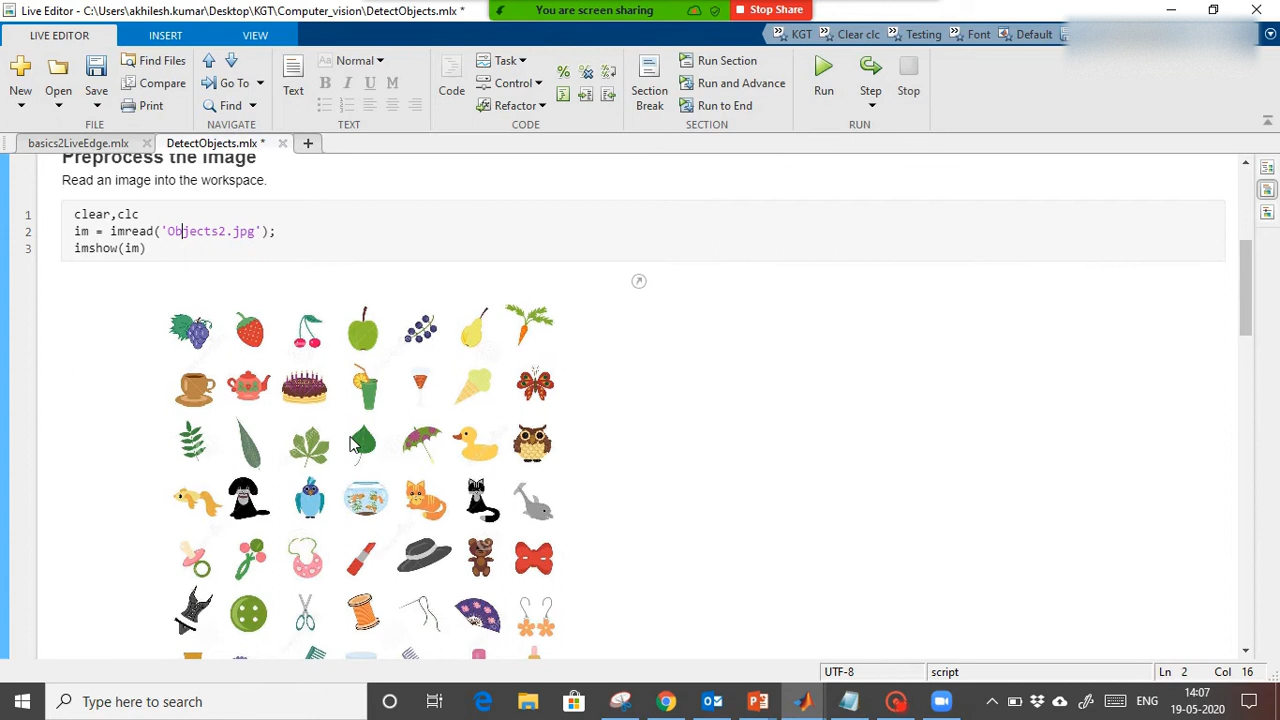 Live Editor - C:\Users\akhilesh.kumar\Desktop\KGT\Computer_vision\DetectObjects.mlx *
You are screen sharing
Stop Share
LIVE EDITOR
INSERT
VIEW
KGT
Clear clc
Testing
Font
Default
New
Open
Save
Find Files
Compare
Print
FILE
Go To
Find
NAVIGATE
Text
Aa Normal
B I U M
TEXT
Code
Task
Control
Refactor
CODE
Section Break
Run Section
Run and Advance
Run to End
SECTION
Run
Step
Stop
RUN
basics2LiveEdge.mlx
DetectObjects.mlx *
Preprocess the image
Read an image into the workspace.
1 clear,clc
2 im = imread('Objects2.jpg');
3 imshow(im)
UTF-8
script
Ln 2 Col 16
Type here to search
ENG
14:07
19-05-2020